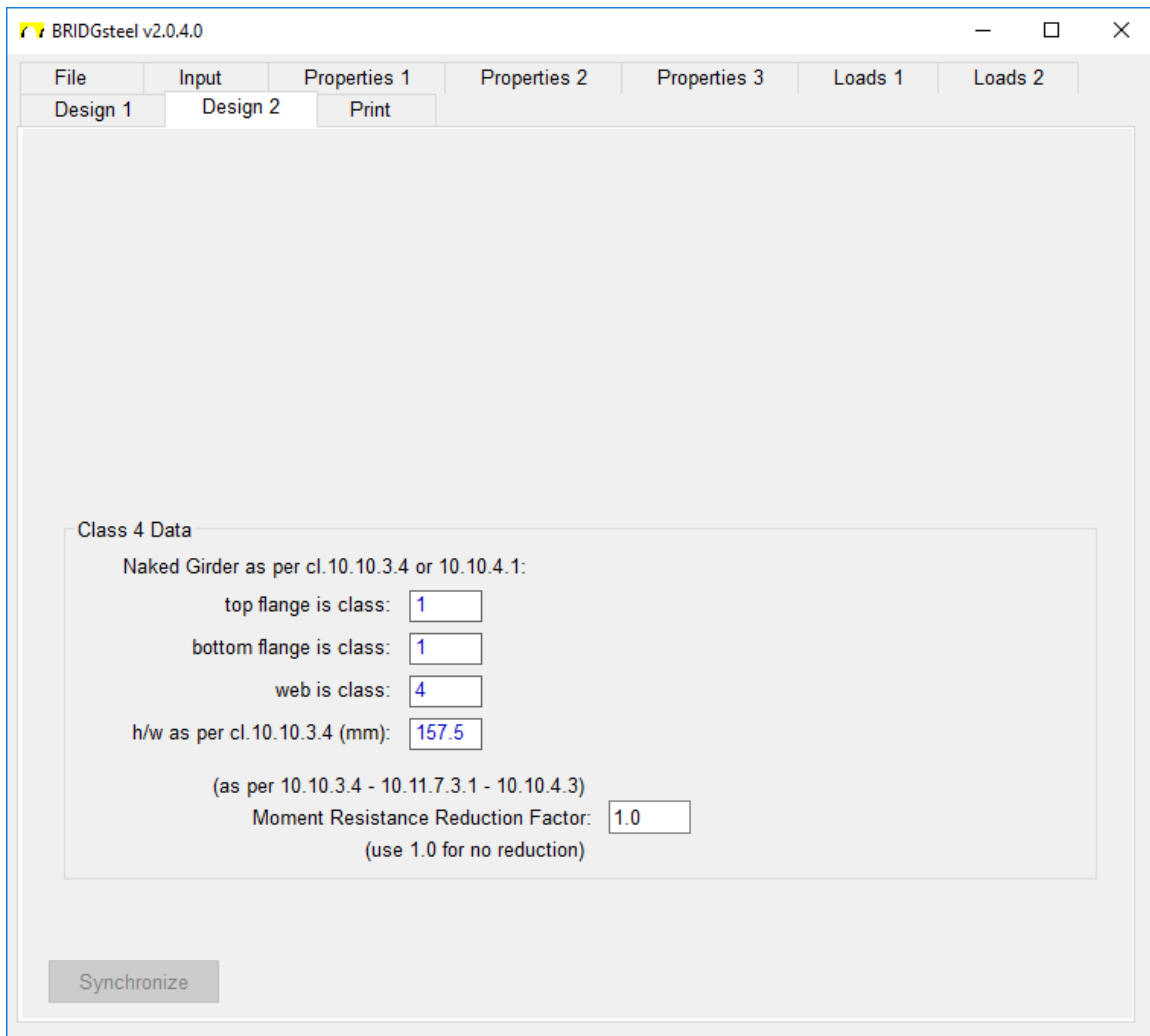 BRIDGsteel v2.0.4.0
File Input Properties 1 Properties 2 Properties 3 Loads 1 Loads 2
Design 1 Design 2 Print
Class 4 Data
Naked Girder as per cl.10.10.3.4 or 10.10.4.1:
top flange is class: 1
bottom flange is class: 1
web is class: 4
h/w as per cl.10.10.3.4 (mm): 157.5
(as per 10.10.3.4 - 10.11.7.3.1 - 10.10.4.3)
Moment Resistance Reduction Factor: 1.0
(use 1.0 for no reduction)
Synchronize